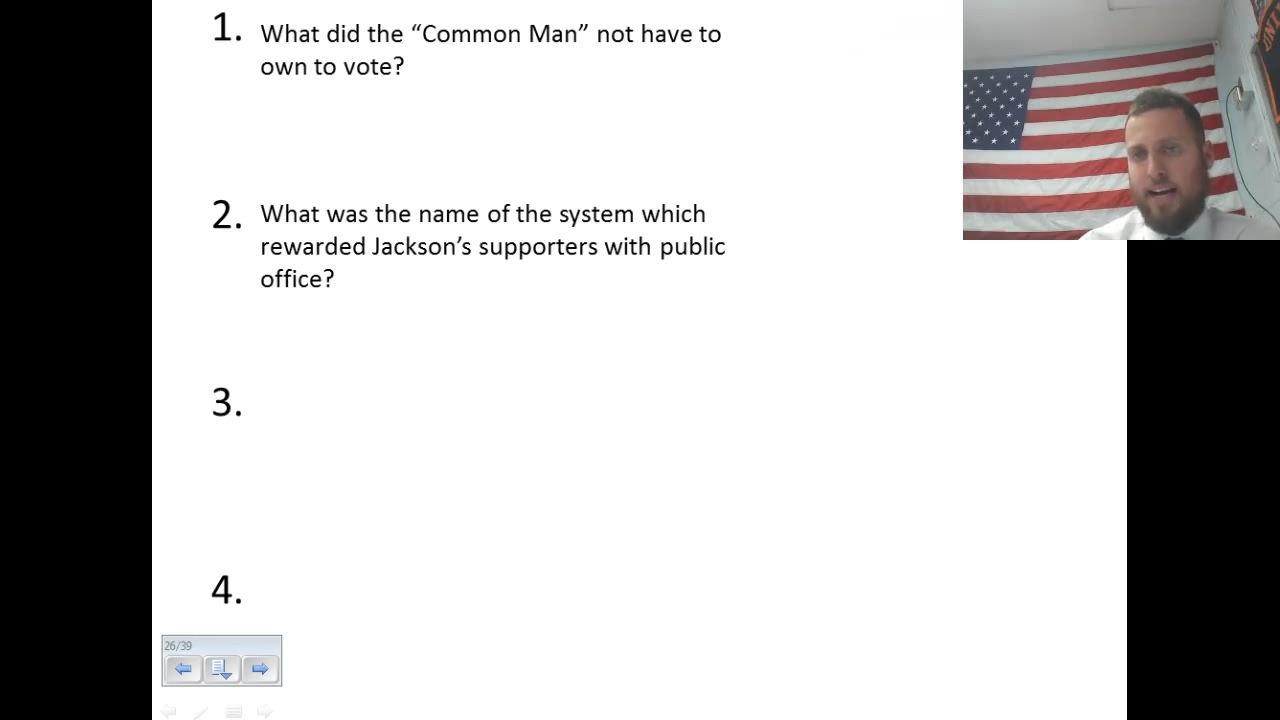 1. What did the “Common Man” not have to
own to vote?
2. What was the name of the system which
rewarded Jackson’s supporters with public
office?
3.
4.
26/39